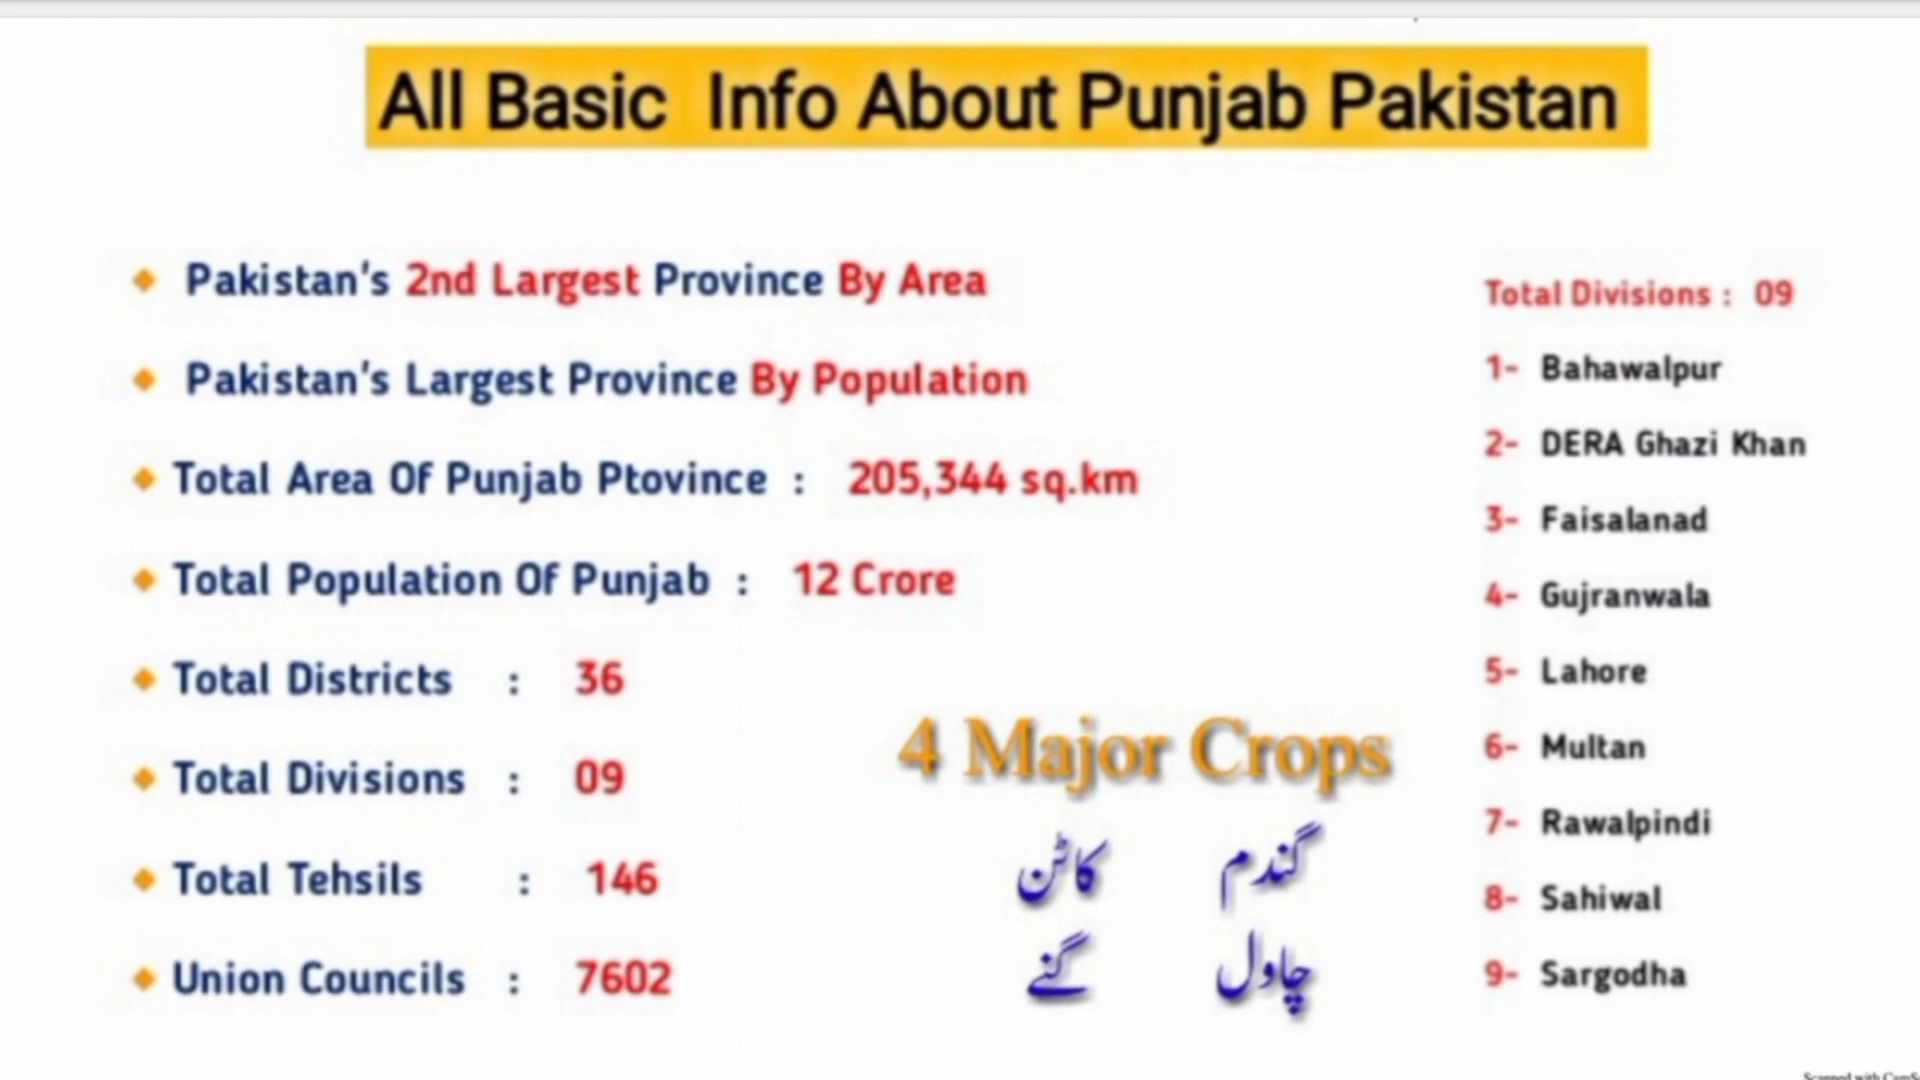 All Basic Info About Punjab Pakistan
Pakistan's 2nd Largest Province By Area
Pakistan's Largest Province By Population
Total Area Of Punjab Ptovince : 205,344 sq.km
Total Population Of Punjab : 12 Crore
Total Districts : 36
Total Divisions : 09
Total Tehsils : 146
Union Councils : 7602
4 Major Crops
گندم کاٹن
چاول گنے
Total Divisions : 09
1- Bahawalpur
2- DERA Ghazi Khan
3- Faisalanad
4- Gujranwala
5- Lahore
6- Multan
7- Rawalpindi
8- Sahiwal
9- Sargodha
Scanned with